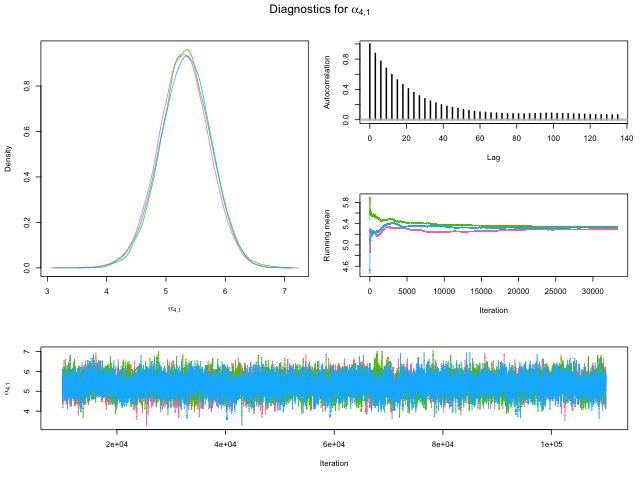 Diagnostics for α4,1
Density
0.0
0.2
0.4
0.6
0.8
3
4
5
6
7
α4,1
Autocorrelation
0.0
0.4
0.8
0
20
40
60
80
100
120
140
Lag
Running mean
4.6
5.0
5.4
5.8
0
5000
10000
15000
20000
25000
30000
Iteration
α4,1
4
5
6
7
2e+04
4e+04
6e+04
8e+04
1e+05
Iteration